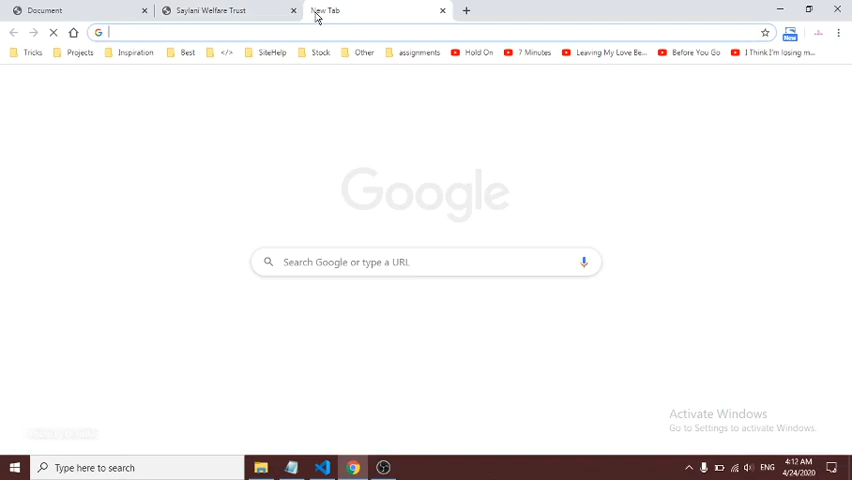 Document
Saylani Welfare Trust
New Tab
Tricks
Projects
Inspiration
Best
</>
SiteHelp
Stock
Other
assignments
Hold On
7 Minutes
Leaving My Love Be...
Before You Go
I Think I'm losing m...
New
Google
Search Google or type a URL
Activate Windows
Go to Settings to activate Windows.
Type here to search
ENG
4:12 AM
4/24/2020